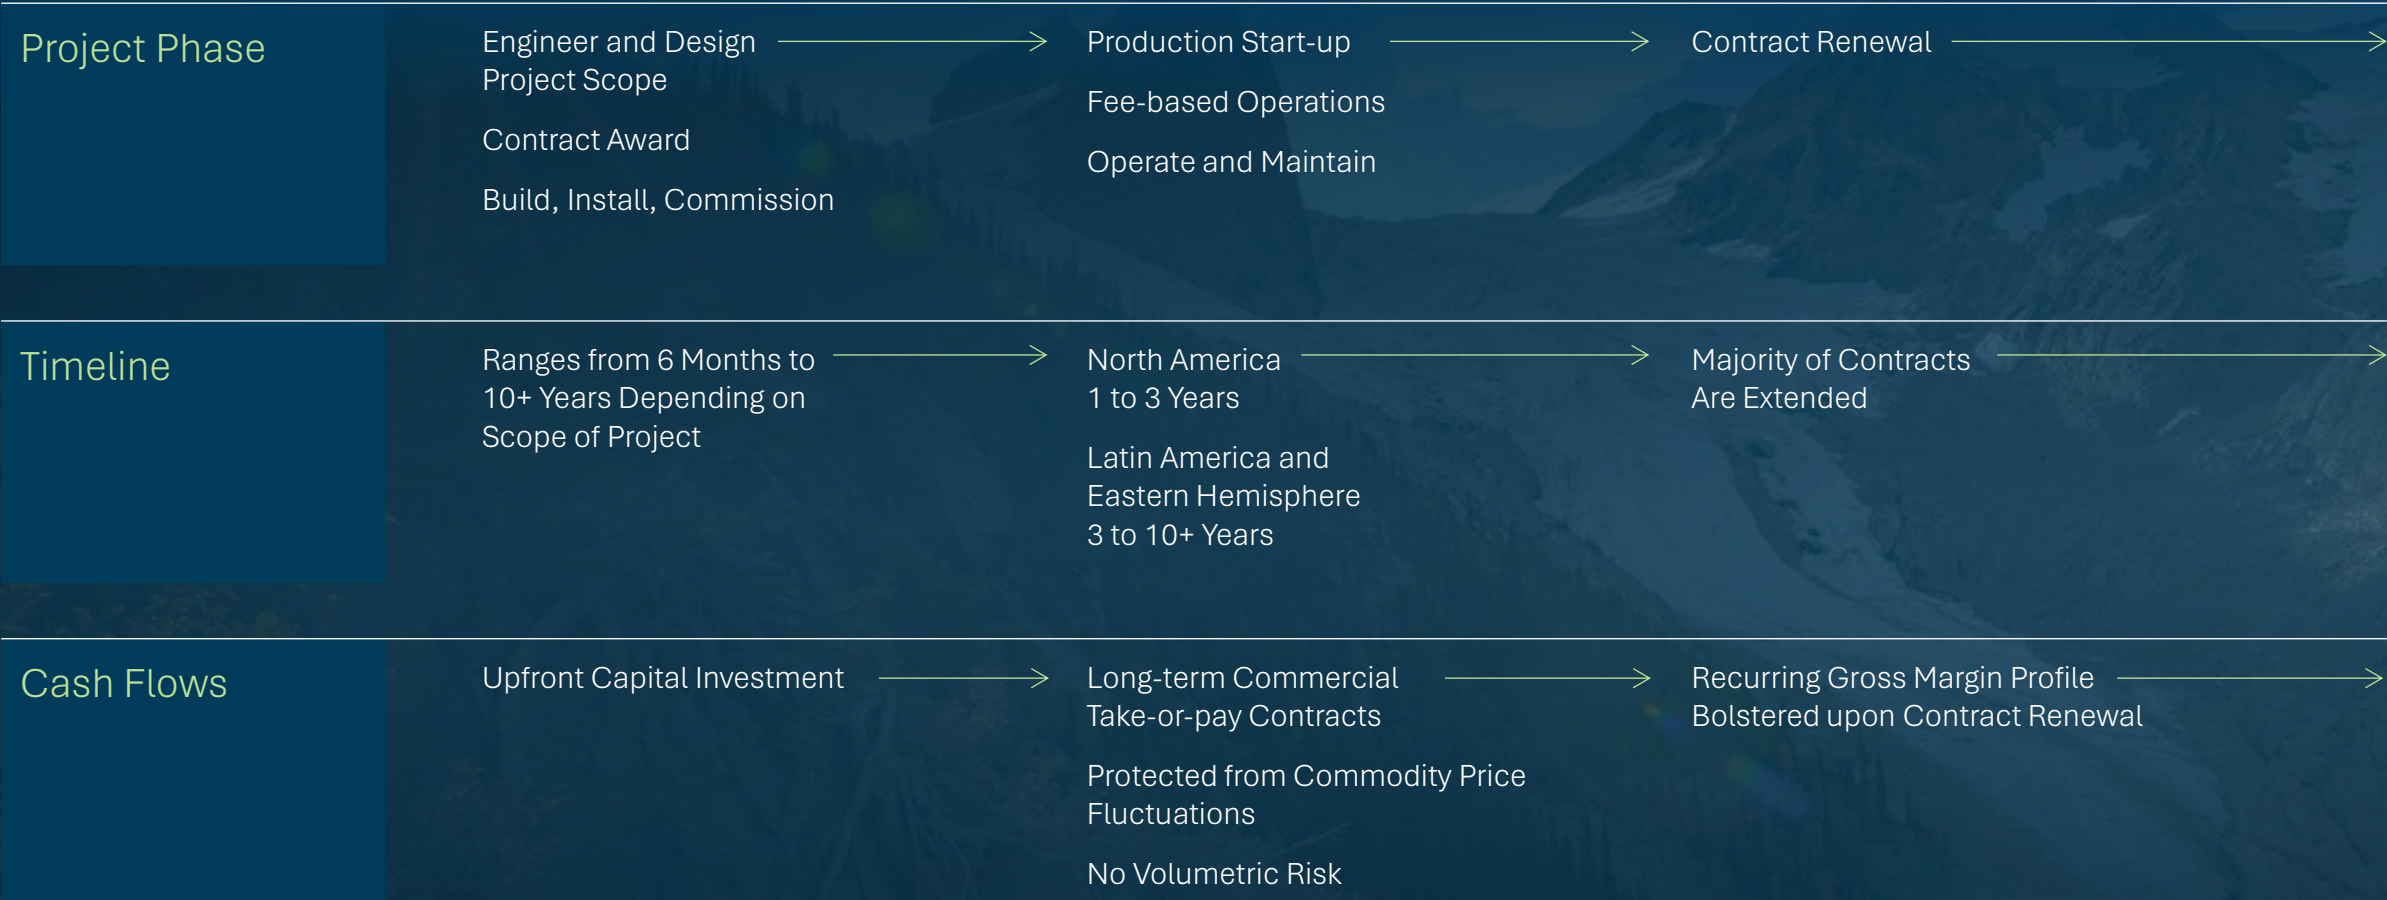 Project Phase
Engineer and Design
Project Scope
Contract Award
Build, Install, Commission
Production Start-up
Fee-based Operations
Operate and Maintain
Contract Renewal
Timeline
Ranges from 6 Months to
10+ Years Depending on
Scope of Project
North America
1 to 3 Years
Latin America and
Eastern Hemisphere
3 to 10+ Years
Majority of Contracts
Are Extended
Cash Flows
Upfront Capital Investment
Long-term Commercial
Take-or-pay Contracts
Protected from Commodity Price
Fluctuations
No Volumetric Risk
Recurring Gross Margin Profile
Bolstered upon Contract Renewal